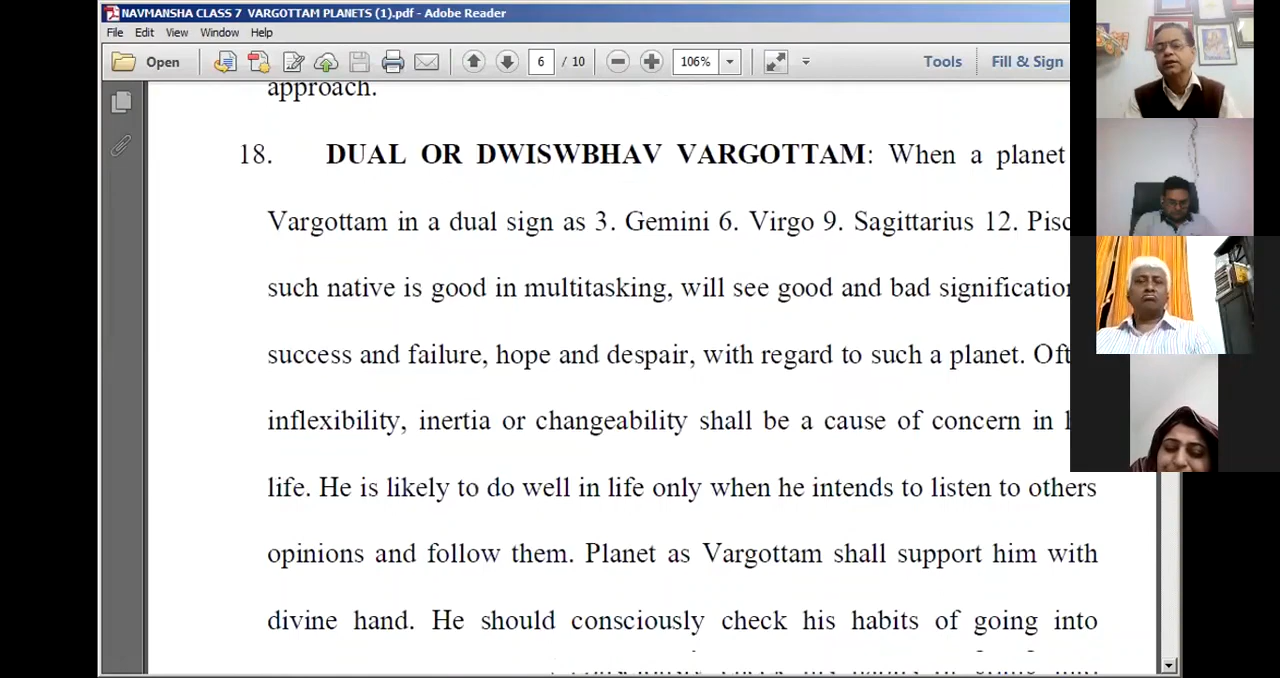 NAVMANSHA CLASS 7 VARGOTTAM PLANETS (1).pdf - Adobe Reader
File Edit View Window Help
Open 6 / 10 106% Tools Fill & Sign
approach.
18. DUAL OR DWISWBHAV VARGOTTAM: When a planet
Vargottam in a dual sign as 3. Gemini 6. Virgo 9. Sagittarius 12.
such native is good in multitasking, will see good and bad
success and failure, hope and despair, with regard to such a planet.
inflexibility, inertia or changeability shall be a cause of concern in
life. He is likely to do well in life only when he intends to listen to others
opinions and follow them. Planet as Vargottam shall support him with
divine hand. He should consciously check his habits of going into